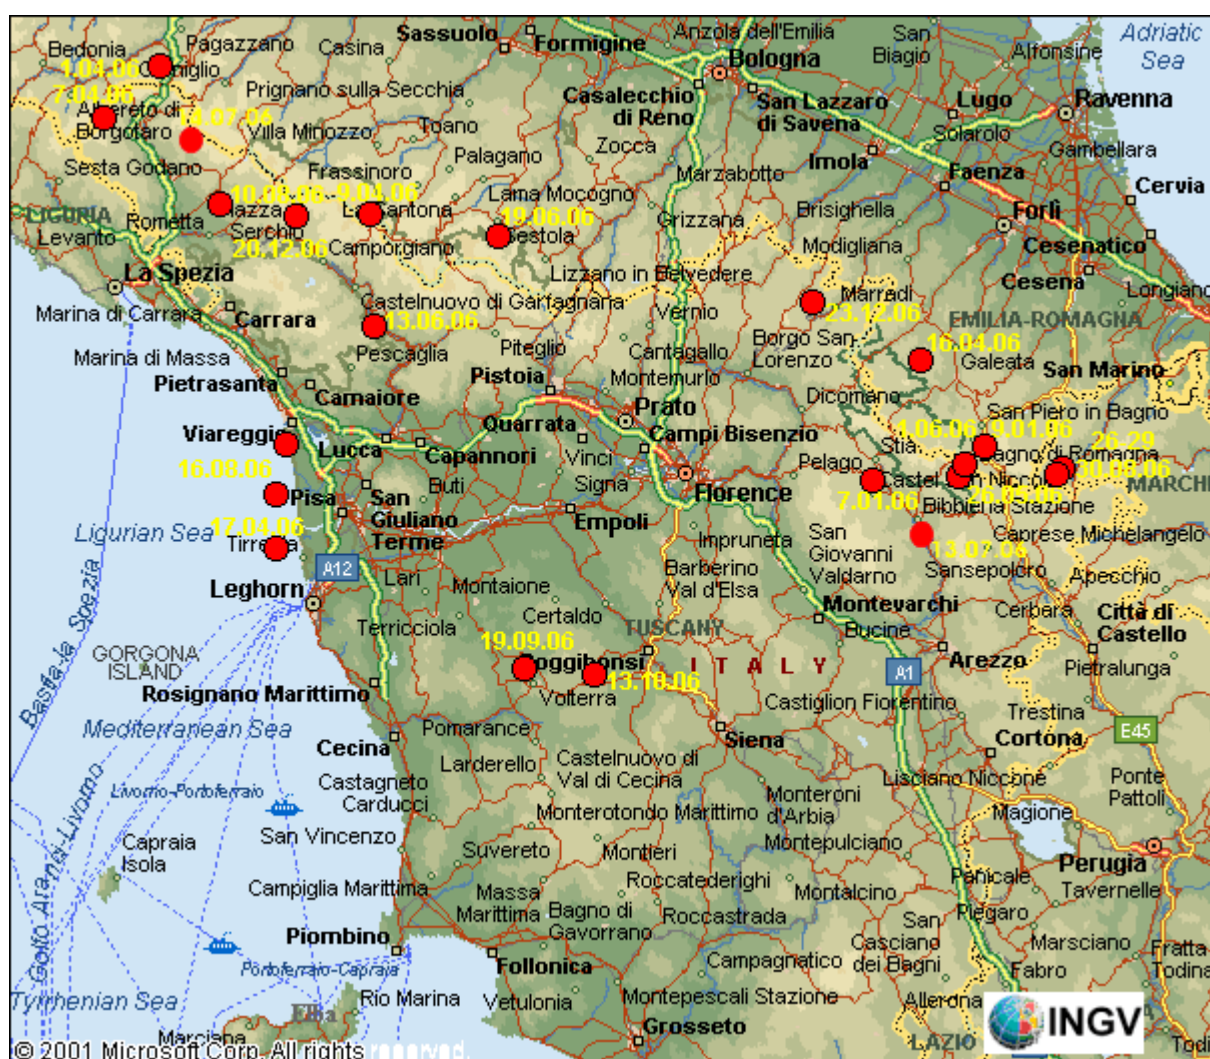 Adriatic
Sea
Sassuolo
Formigine
Anzola dell'Emilia
San
Biagio
Alfonsine
Bedonia
Pagazzano
Casina
Bologna
1.04.06
7.04.06
Prignano sulla Secchia
Casalecchio
di Reno
San Lazzaro
di Savena
Lugo
Ravenna
Borgotaro
14.07.06
Villa Minozzo
Toano
Zocca
Solarolo
Gambellara
Imola
Sesta Godano
Frassinoro
Palagano
Marzabotto
Faenza
Cervia
LIGURIA
Rometta
Levanto
10.08.06
9.04.06
Lama Mocogno
19.06.06
Sestola
Grizzana
Brisighella
Forlì
Serchio
20.12.06
Camporgiano
Modigliana
Cesenatico
La Spezia
Lizzano in Belvedere
Cesena
Marina di Carrara
Carrara
Castelnuovo di Garfagnana
13.06.06
Vernio
Marradi
23.12.06
Longiano
EMILIA-ROMAGNA
Marina di Massa
Pescaglia
Piteglio
Cantagallo
Borgo San
Lorenzo
16.04.06
Galeata
Pietrasanta
Camaiore
Pistoia
Montemurlo
Dicomano
San Marino
Prato
San Piero in Bagno
Viareggio
Quarrata
Campi Bisenzio
Stia
9.01.06
26-29
Lucca
Capannori
Vinci
Pelago
30.08.06
16.08.06
Pisa
San
Giuliano
Terme
Buti
Signa
Florence
7.01.06
26.05.06
MARCHE
Bibbiena Stazione
Ligurian Sea
17.04.06
Tirrenia
Empoli
Impruneta
San
Giovanni
Valdarno
13.07.06
Caprese Michelangelo
Sansepolcro
A12
Lari
Montaione
Barberino
Val d'Elsa
Apecchio
Leghorn
Certaldo
Montevarchi
Cerbara
Città di
Castello
Terricciola
TUSCANY
Bucine
Bastia-la Spezia
GORGONA
ISLAND
19.09.06
Poggibonsi
ITALY
A1
Arezzo
Pietralunga
Rosignano Marittimo
Volterra
13.10.06
Castiglion Fiorentino
Trestina
Mediterranean Sea
Pomarance
Siena
Cortona
E45
Cecina
Larderello
Castelnuovo di
Val di Cecina
Lisciano Niccone
Ponte
Pattoli
Livorno-Portoferraio
Castagneto
Carducci
Monterotondo Marittimo
Monteroni
d'Arbia
Magione
Capraia
Isola
San Vincenzo
Suvereto
Montieri
Montepulciano
Perugia
Campiglia Marittima
Massa
Marittima
Roccatederighi
Montalcino
Panicale
Tavernelle
Bagno di
Gavorrano
Roccastrada
San
Casciano
dei Bagni
Piegaro
Piombino
Marsciano
Follonica
Campagnatico
Fratta
Todina
Portoferraio-Capraia
Fabro
Tyrrhenian Sea
Elba
Rio Marina
Vetulonia
Montepescali Stazione
Allerona
INGV
Grosseto
LAZIO
Todi
Marciana
© 2001 Microsoft Corp. All rights reserved.